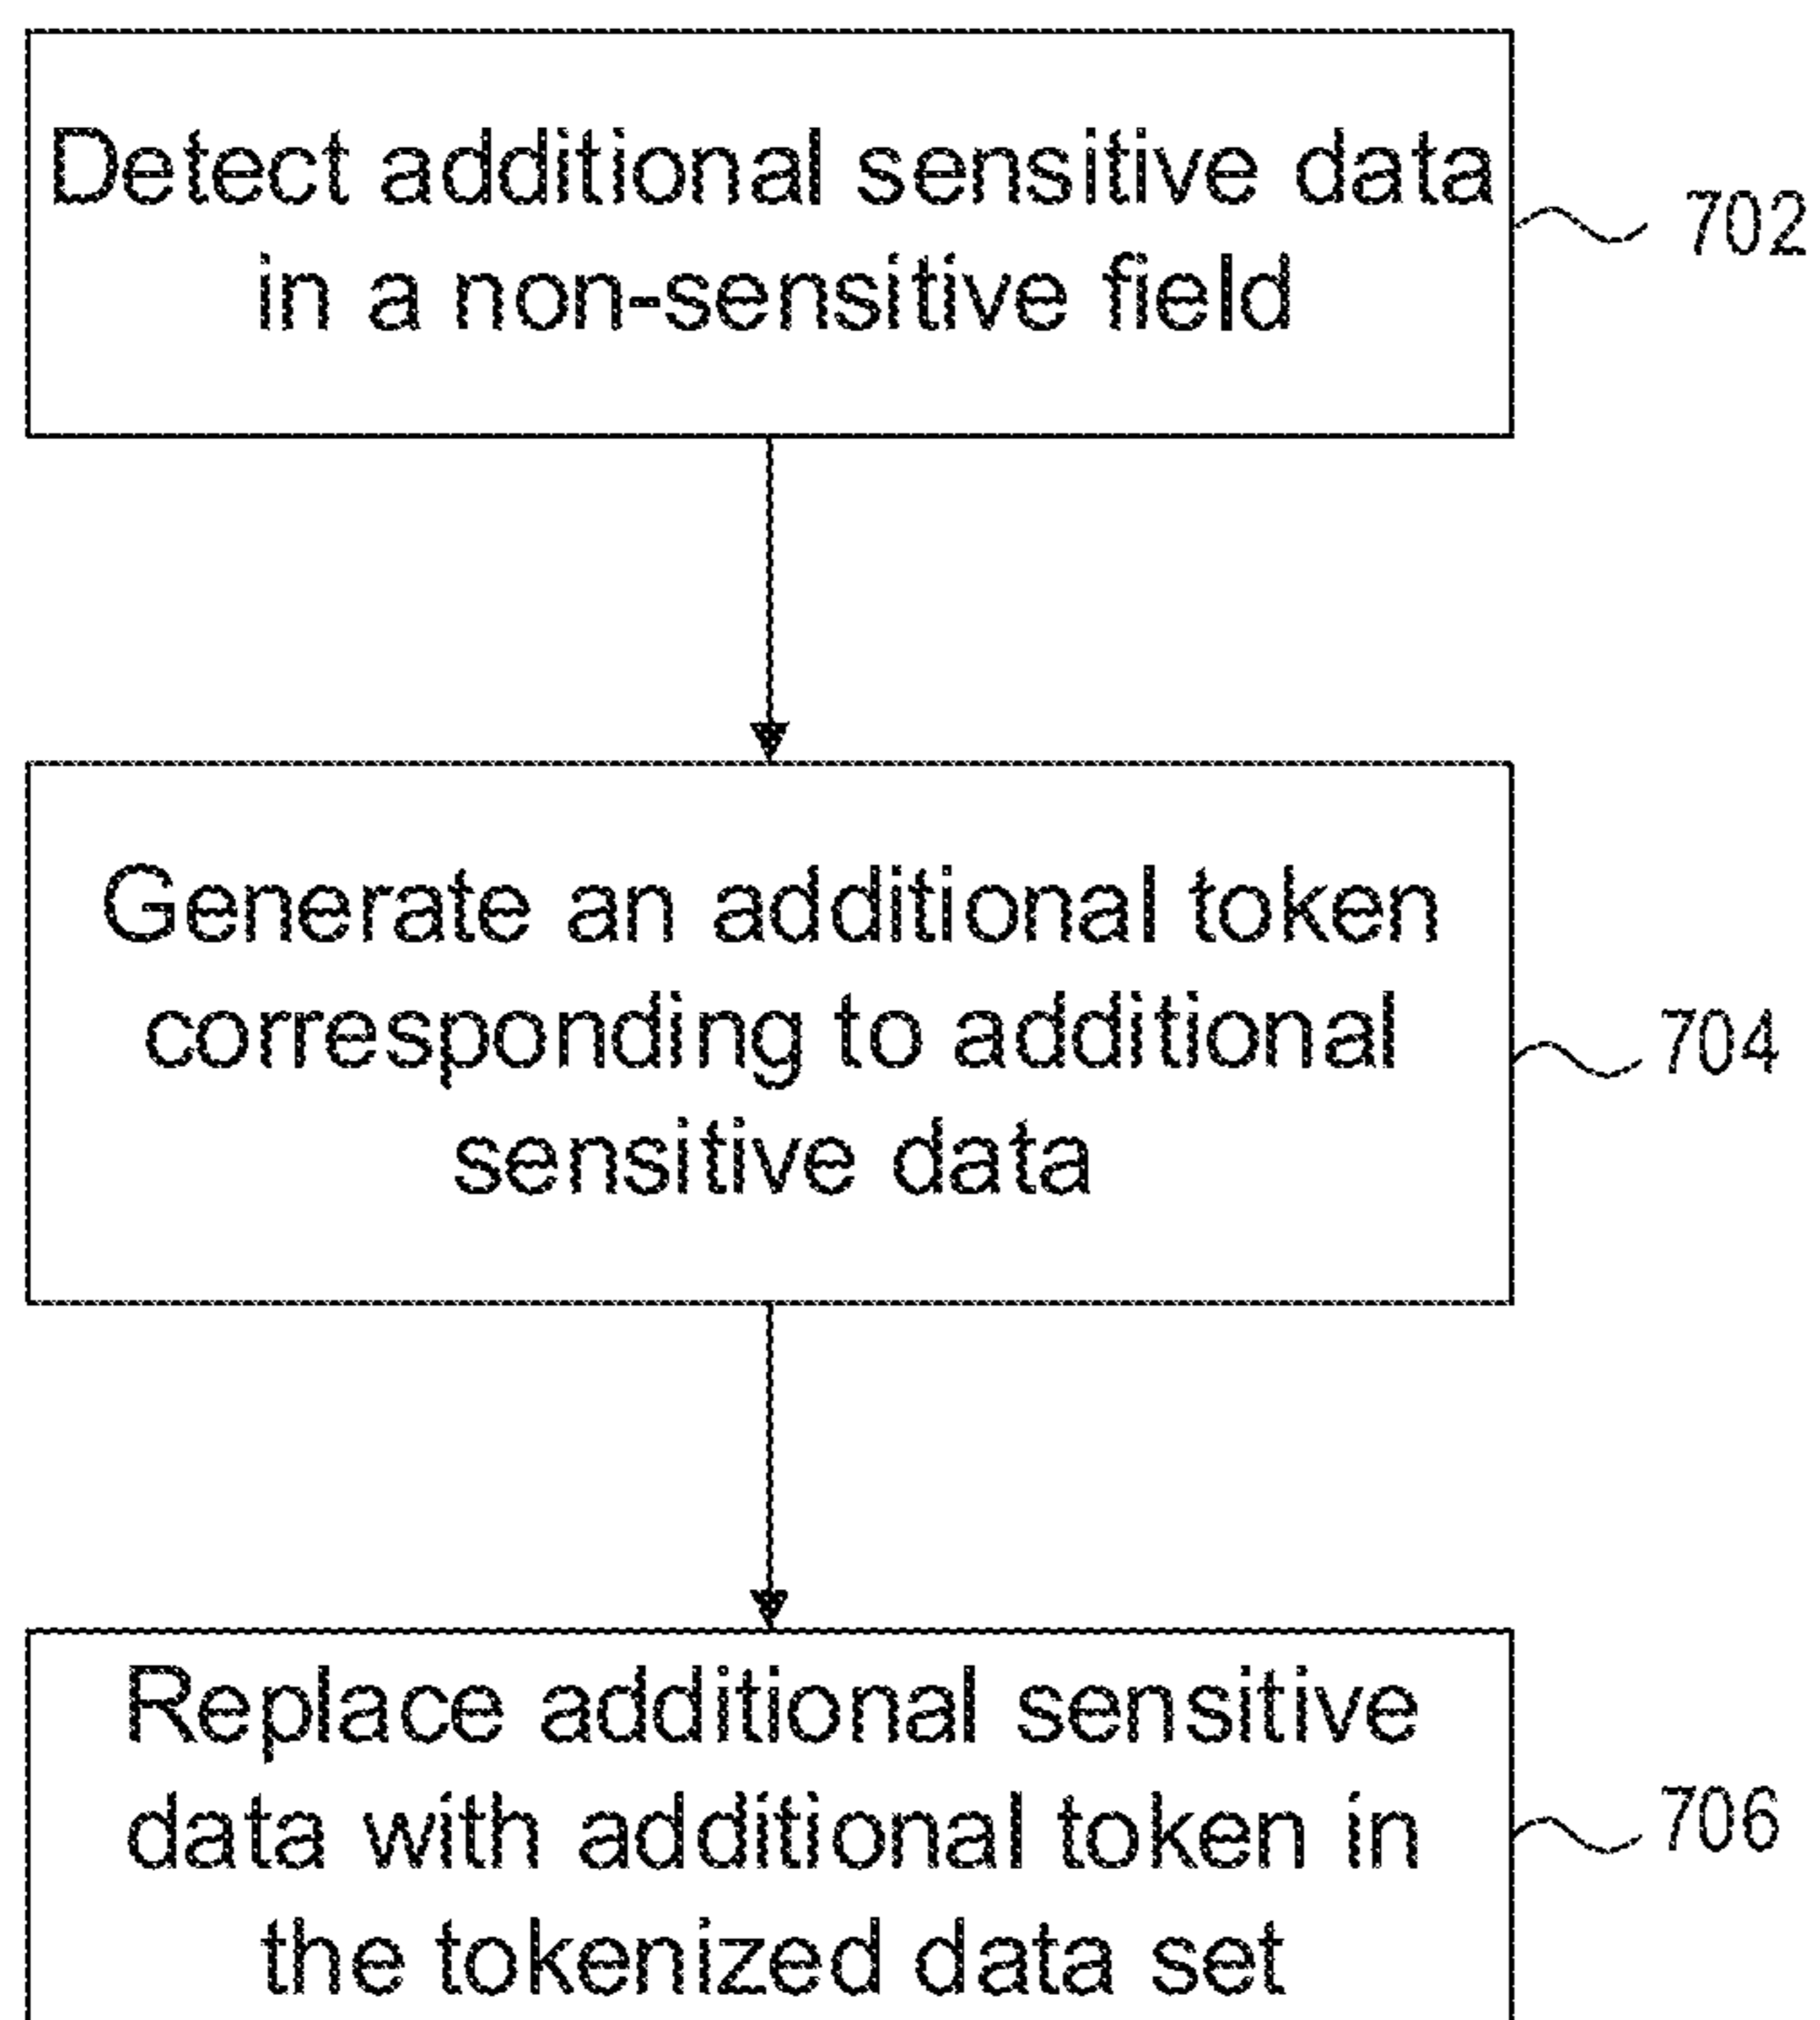 Detect additional sensitive data
in a non-sensitive field
702
Generate an additional token
corresponding to additional
sensitive data
704
Replace additional sensitive
data with additional token in
the tokenized data set
706